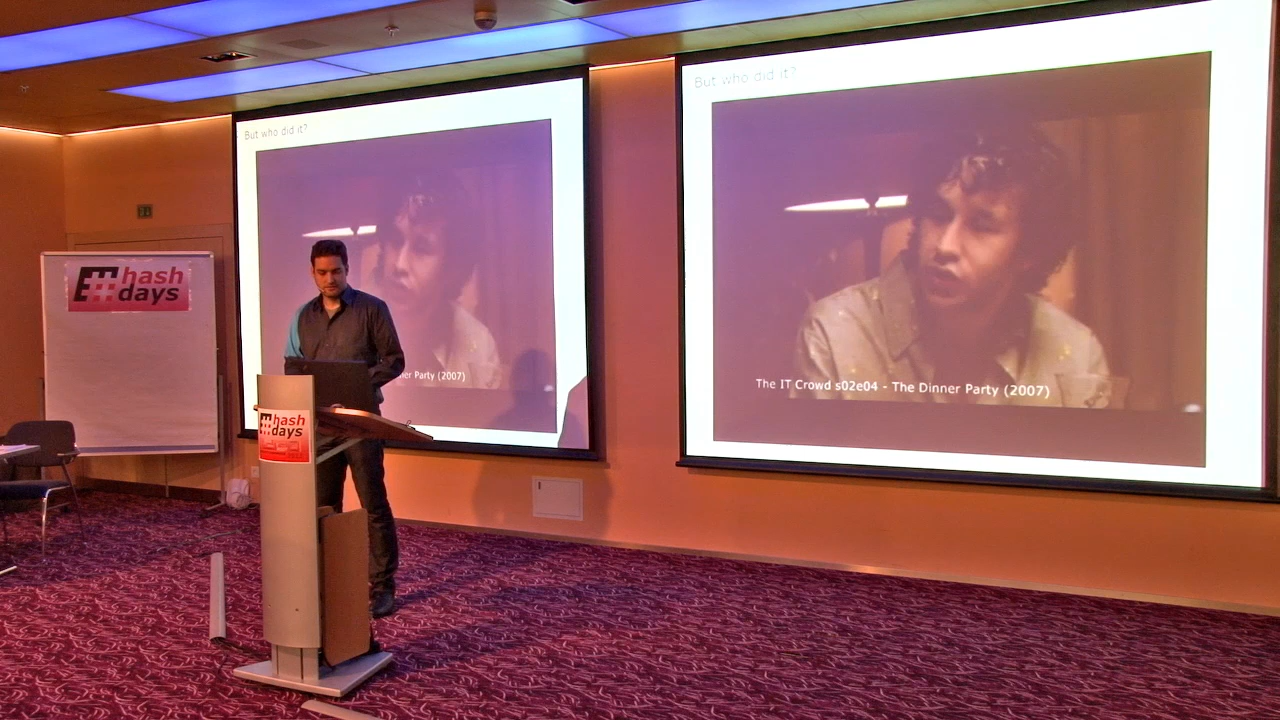 But who did it?
But who did it?
hash
days
ner Party (2007)
The IT Crowd s02e04 - The Dinner Party (2007)
hash
days